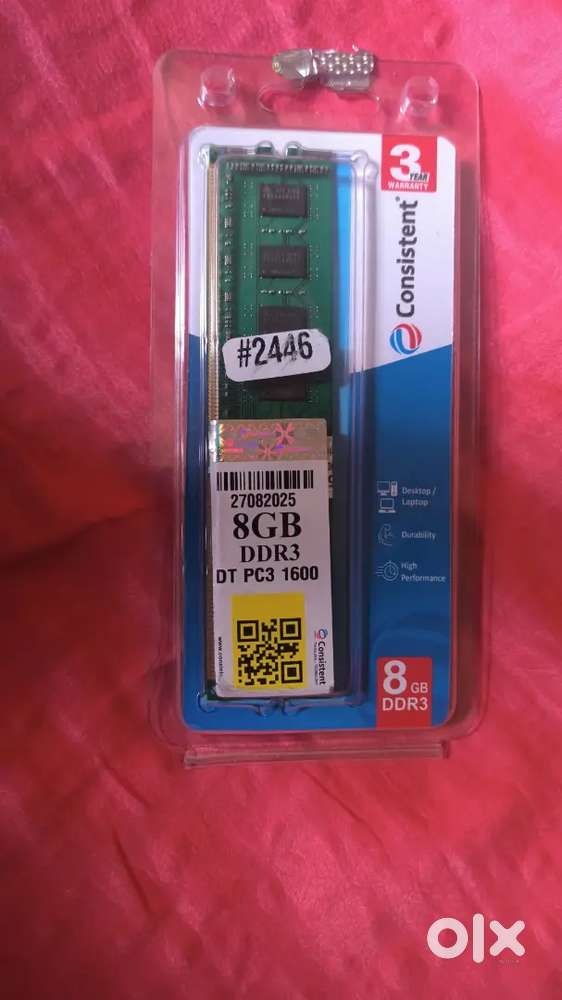 3
YEAR
WARRANTY
Consistent
#2446
27082025
8GB
DDR3
DT PC3 1600
Consistent
Desktop /
Laptop
Durability
High
Performance
8 GB
DDR3
olx